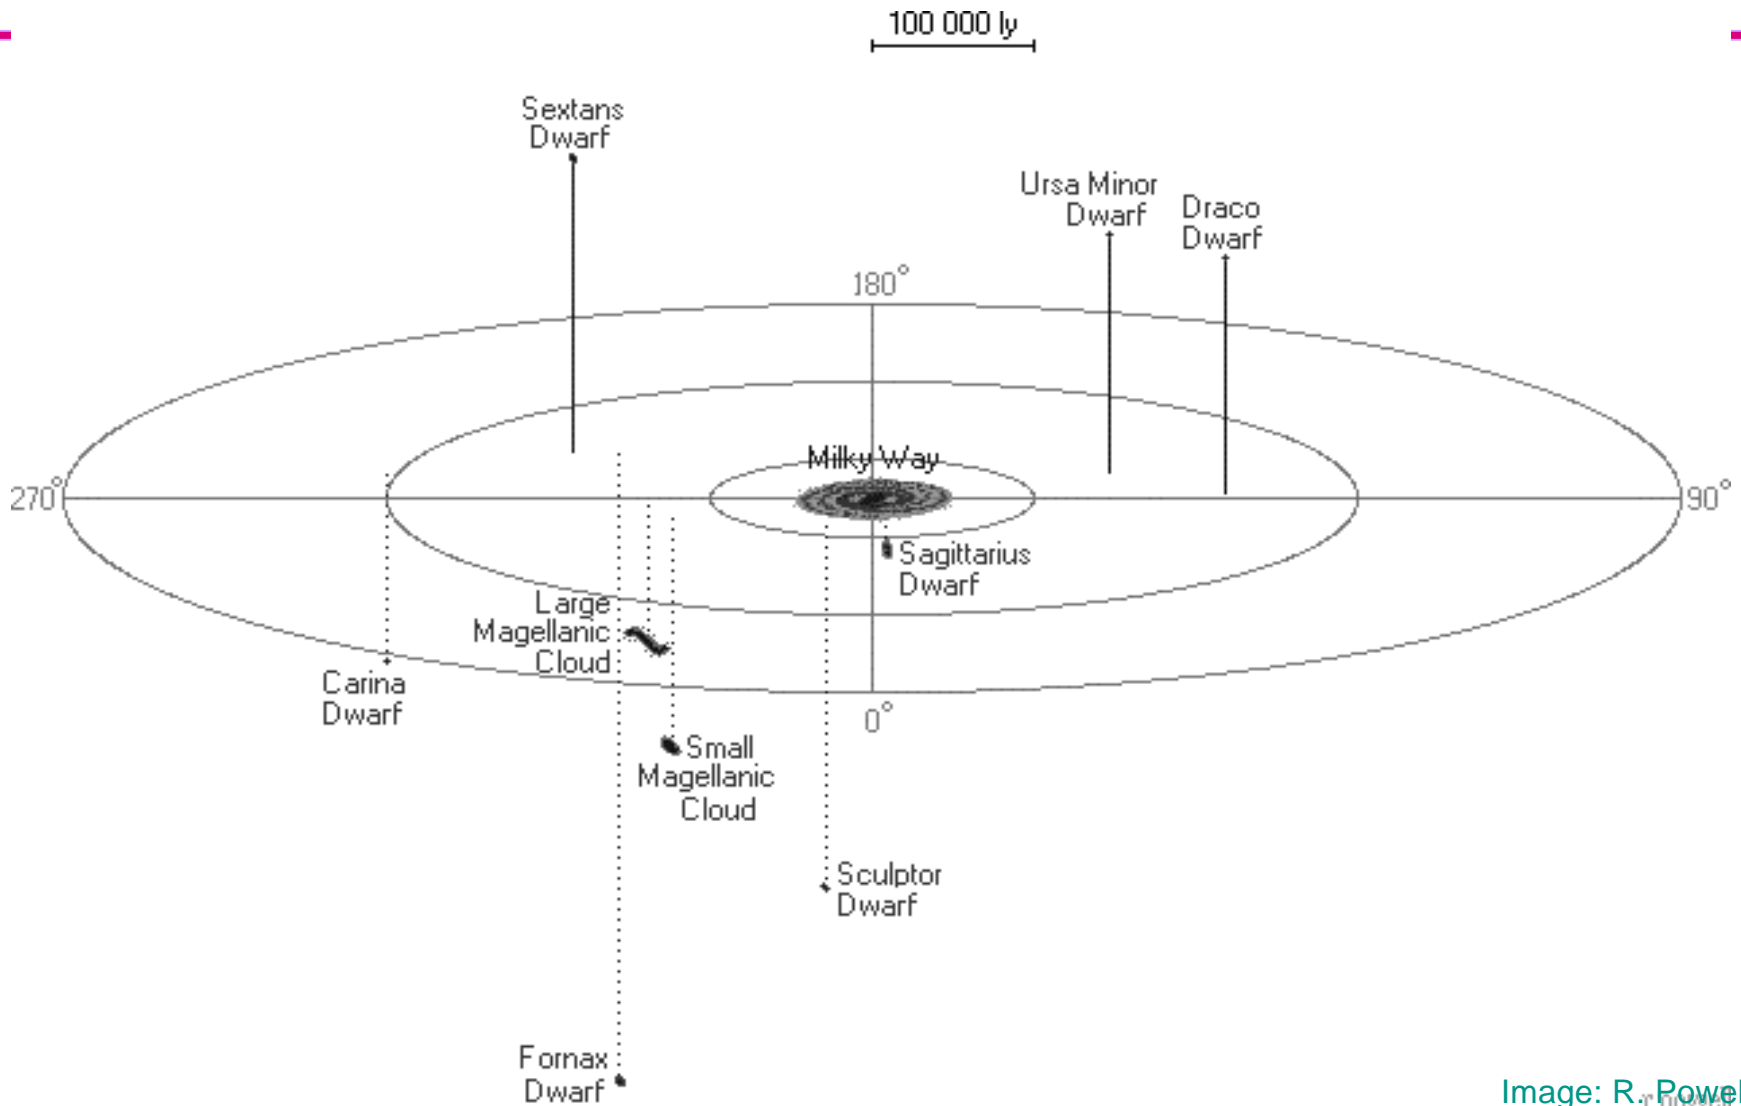 100 000 ly
Sextans
Dwarf
Ursa Minor
Dwarf
Draco
Dwarf
180°
Milky Way
270°
90°
Sagittarius
Dwarf
Large
Magellanic
Cloud
Carina
Dwarf
0°
Small
Magellanic
Cloud
Sculptor
Dwarf
Fornax
Dwarf
Image: R. Powel